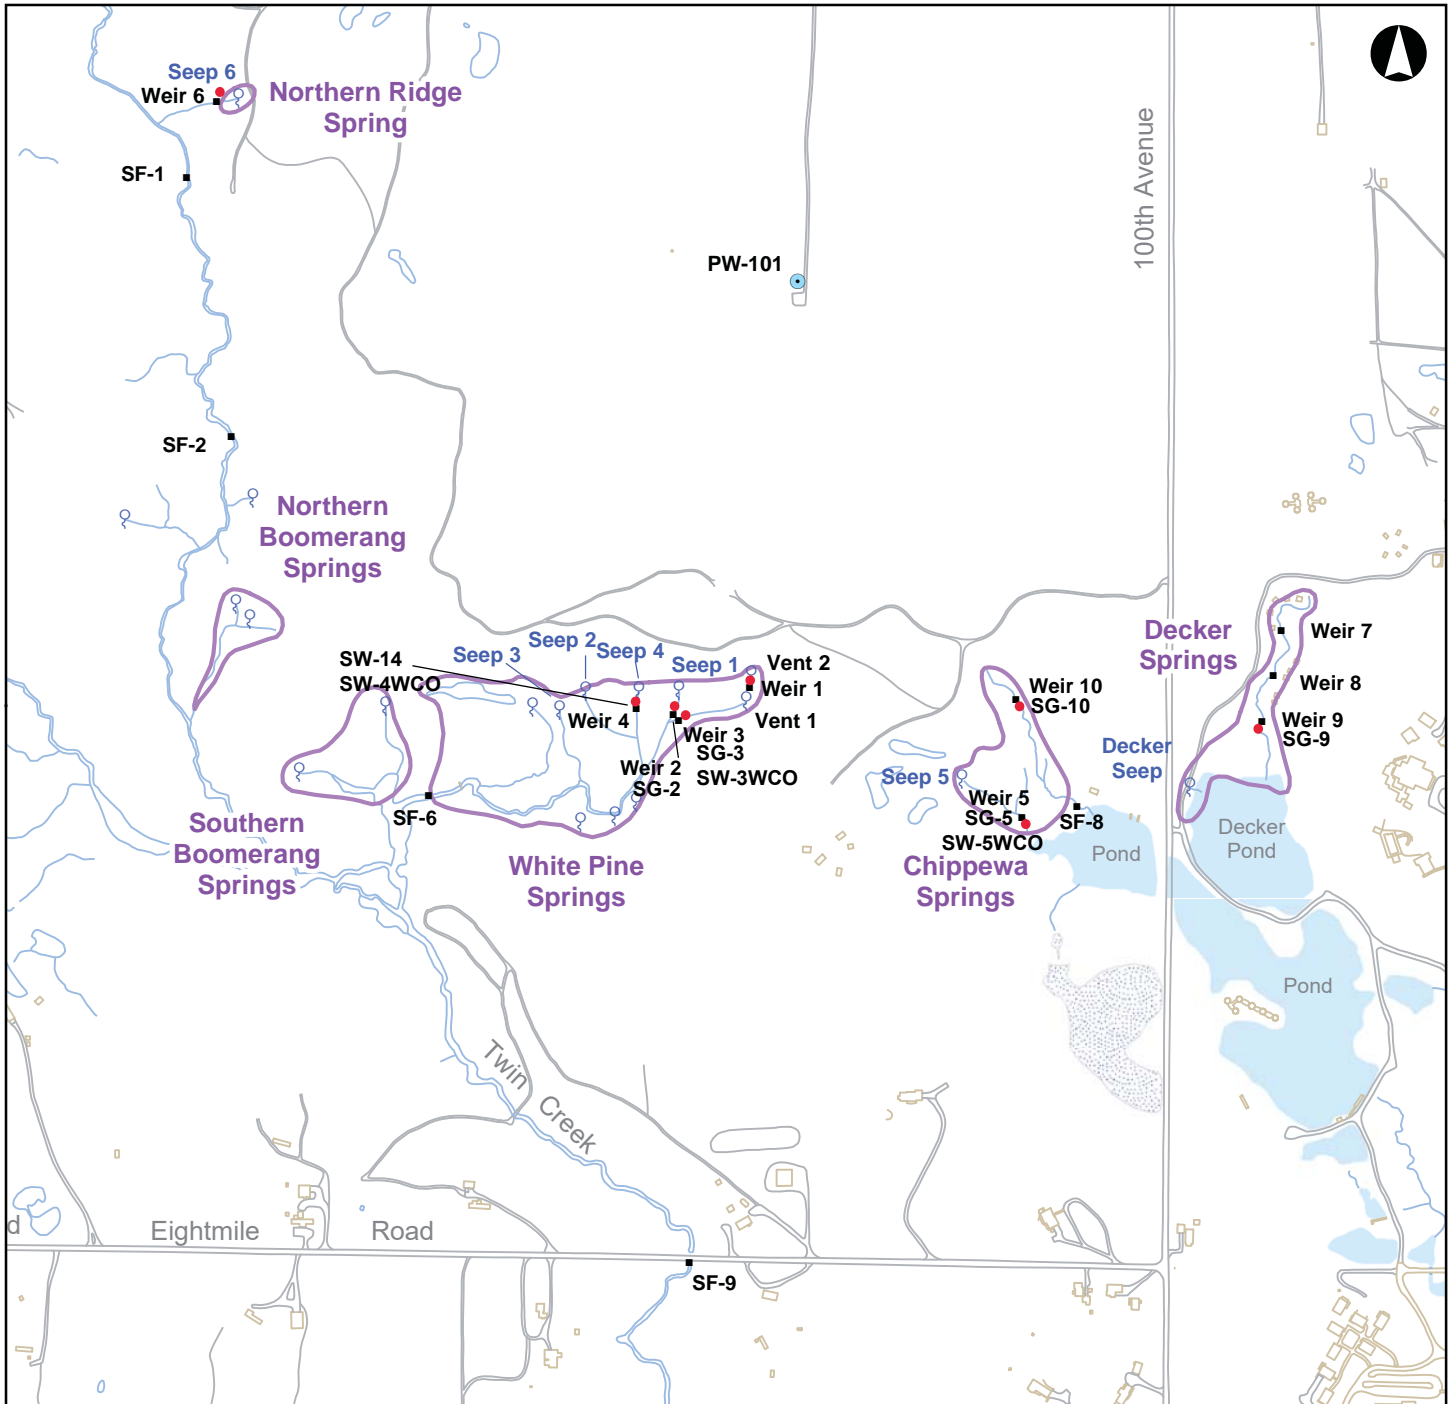 Seep 6
Weir 6
Northern Ridge
Spring
SF-1
100th Avenue
PW-101
SF-2
Northern
Boomerang
Springs
Seep 3
Seep 2
Seep 4
Seep 1
SW-14
SW-4WCO
Weir 4
Vent 2
Weir 1
Vent 1
Weir 3
SG-3
SW-3WCO
Weir 2
SG-2
SF-6
Southern
Boomerang
Springs
White Pine
Springs
Weir 10
SG-10
Seep 5
Weir 5
SG-5
SW-5WCO
SF-8
Chippewa
Springs
Pond
Decker
Springs
Weir 7
Weir 8
Weir 9
SG-9
Decker
Seep
Decker
Pond
Pond
Twin
Creek
d
Eightmile
Road
SF-9